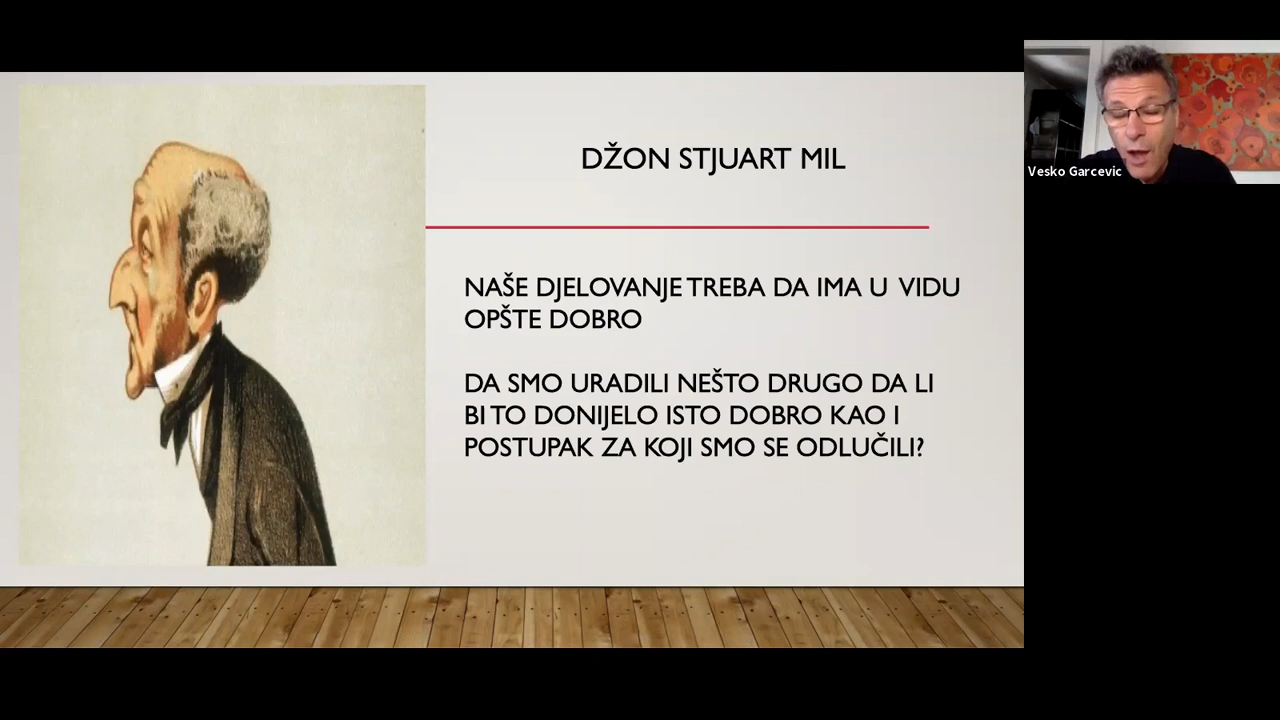 DŽON STJUART MIL
NAŠE DJELOVANJE TREBA DA IMA U VIDU
OPŠTE DOBRO
DA SMO URADILI NEŠTO DRUGO DA LI
BI TO DONIJELO ISTO DOBRO KAO I
POSTUPAK ZA KOJI SMO SE ODLUČILI?
Vesko Garcevic